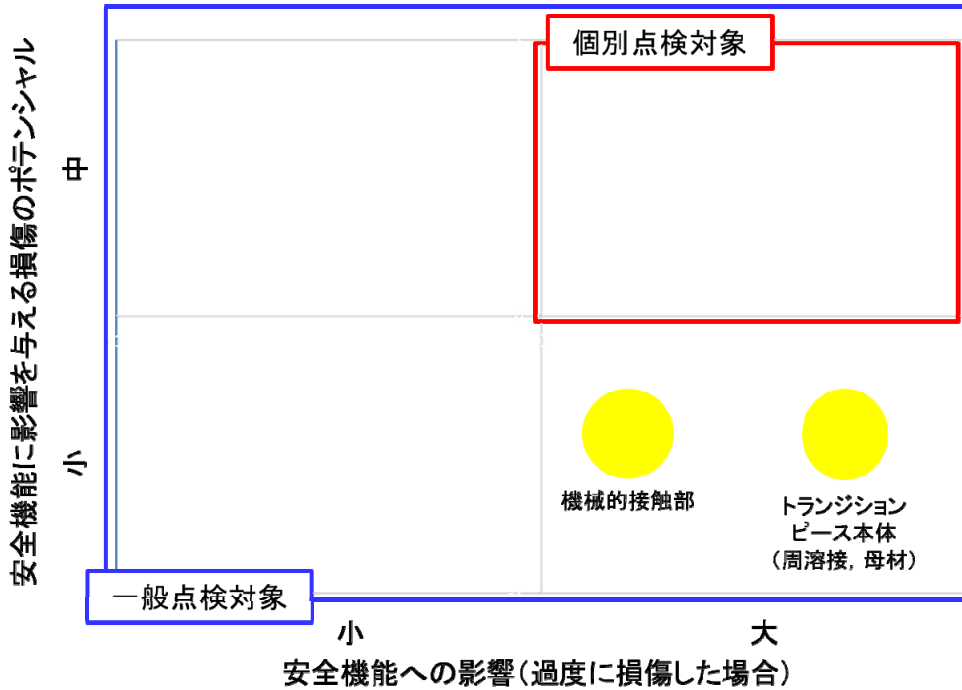 個別点検対象
安全機能に影響を与える損傷のポテンシャル
中
小
機械的接触部
トランジション
ピース本体
(周溶接, 母材)
一般点検対象
小
大
安全機能への影響(過度に損傷した場合)